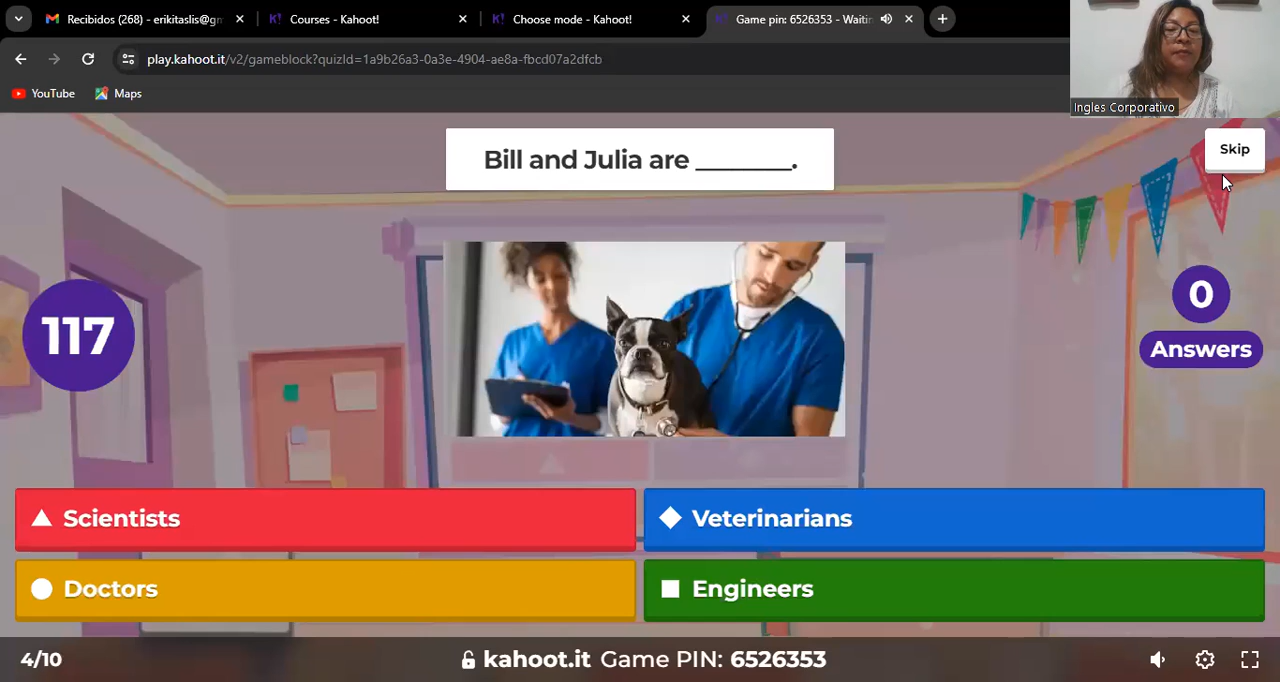 Recibidos (268) - erikitaslis@gm
Courses - Kahoot!
Choose mode - Kahoot!
Game pin: 6526353 - Waitin
play.kahoot.it/v2/gameblock?quizId=1a9b26a3-0a3e-4904-ae8a-fbcd07a2dfcb
YouTube
Maps
Ingles Corporativo
Bill and Julia are _______.
Skip
117
0
Answers
Scientists
Veterinarians
Doctors
Engineers
4/10
kahoot.it Game PIN: 6526353